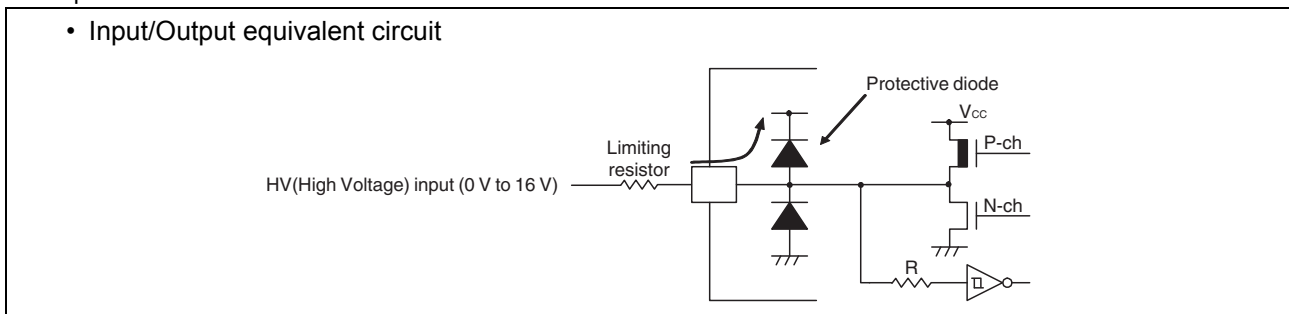 • Input/Output equivalent circuit
Protective diode
Vcc
P-ch
Limiting
resistor
HV(High Voltage) input (0 V to 16 V)
N-ch
R